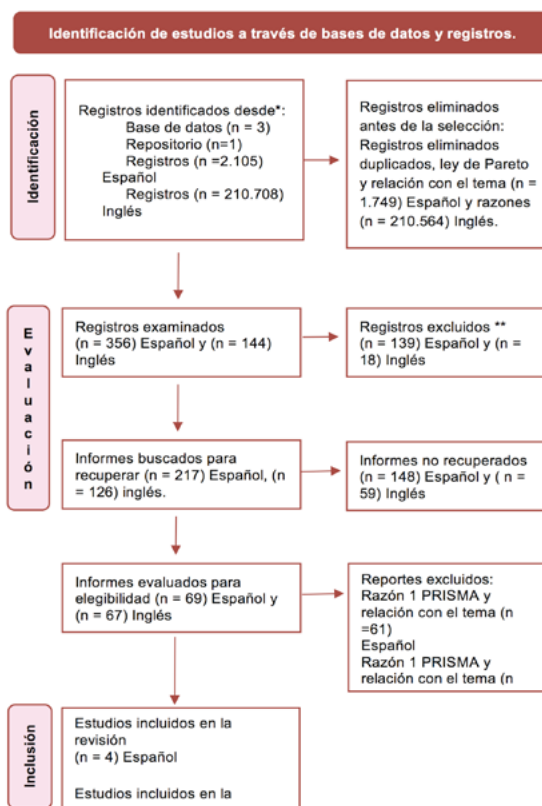 Identificación de estudios a través de bases de datos y registros.
Identificación
Registros identificados desde*:
Base de datos (n = 3)
Repositorio (n=1)
Registros (n =2.105)
Español
Registros (n = 210.708)
Inglés
Registros eliminados
antes de la selección:
Registros eliminados
duplicados, ley de Pareto
y relación con el tema (n =
1.749) Español y razones
(n = 210.564) Inglés.
Evaluación
Registros examinados
(n = 356) Español y (n = 144)
Inglés
Registros excluidos **
(n = 139) Español y (n =
18) Inglés
Informes buscados para
recuperar (n = 217) Español, (n
= 126) inglés.
Informes no recuperados
(n = 148) Español y ( n =
59) Inglés
Informes evaluados para
elegibilidad (n = 69) Español y
(n = 67) Inglés
Reportes excluidos:
Razón 1 PRISMA y
relación con el tema (n
=61)
Español
Razón 1 PRISMA y
relación con el tema (n
Inclusión
Estudios incluidos en la
revisión
(n = 4) Español
Estudios incluidos en la